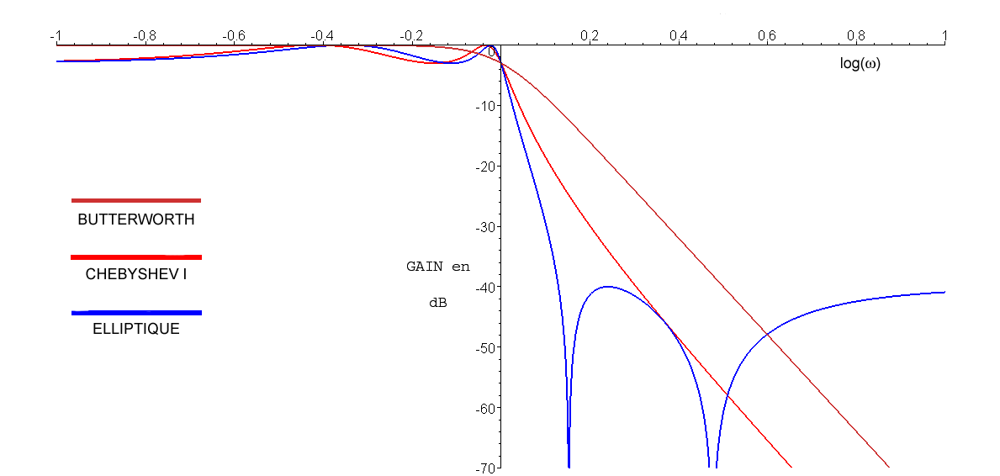 -1 -0.8 -0.6 -0.4 -0.2 0.2 0.4 0.6 0.8 1
0
log(ω)
-10
-20
BUTTERWORTH
-30
GAIN en
CHEBYSHEV I
-40
dB
ELLIPTIQUE
-50
-60
-70